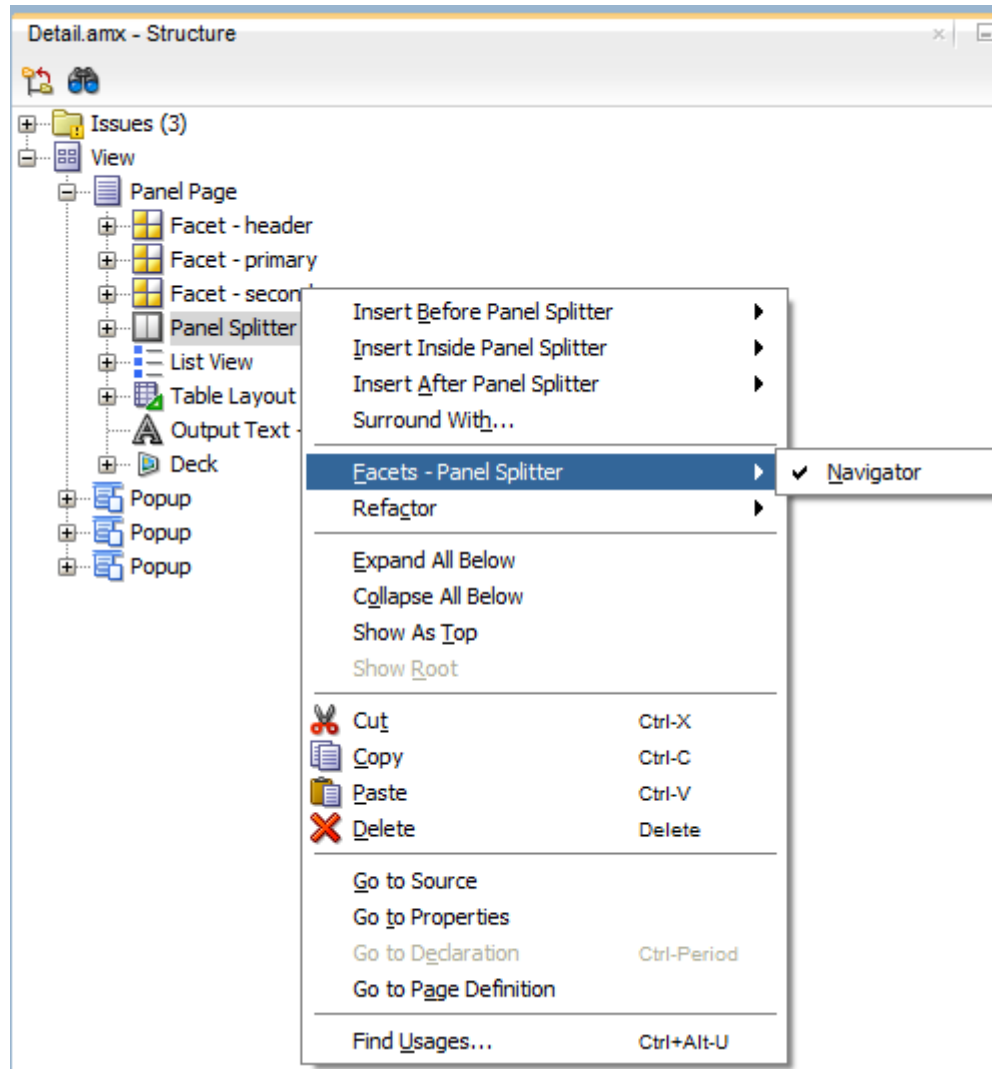 Detail.amx - Structure
Issues (3)
View
Panel Page
Facet - header
Facet - primary
Facet - second
Panel Splitter
List View
Table Layout
Output Text -
Deck
Popup
Popup
Popup
Insert Before Panel Splitter
Insert Inside Panel Splitter
Insert After Panel Splitter
Surround With...
Facets - Panel Splitter
Navigator
Refactor
Expand All Below
Collapse All Below
Show As Top
Show Root
Cut Ctrl-X
Copy Ctrl-C
Paste Ctrl-V
Delete Delete
Go to Source
Go to Properties
Go to Declaration Ctrl-Period
Go to Page Definition
Find Usages... Ctrl+Alt-U